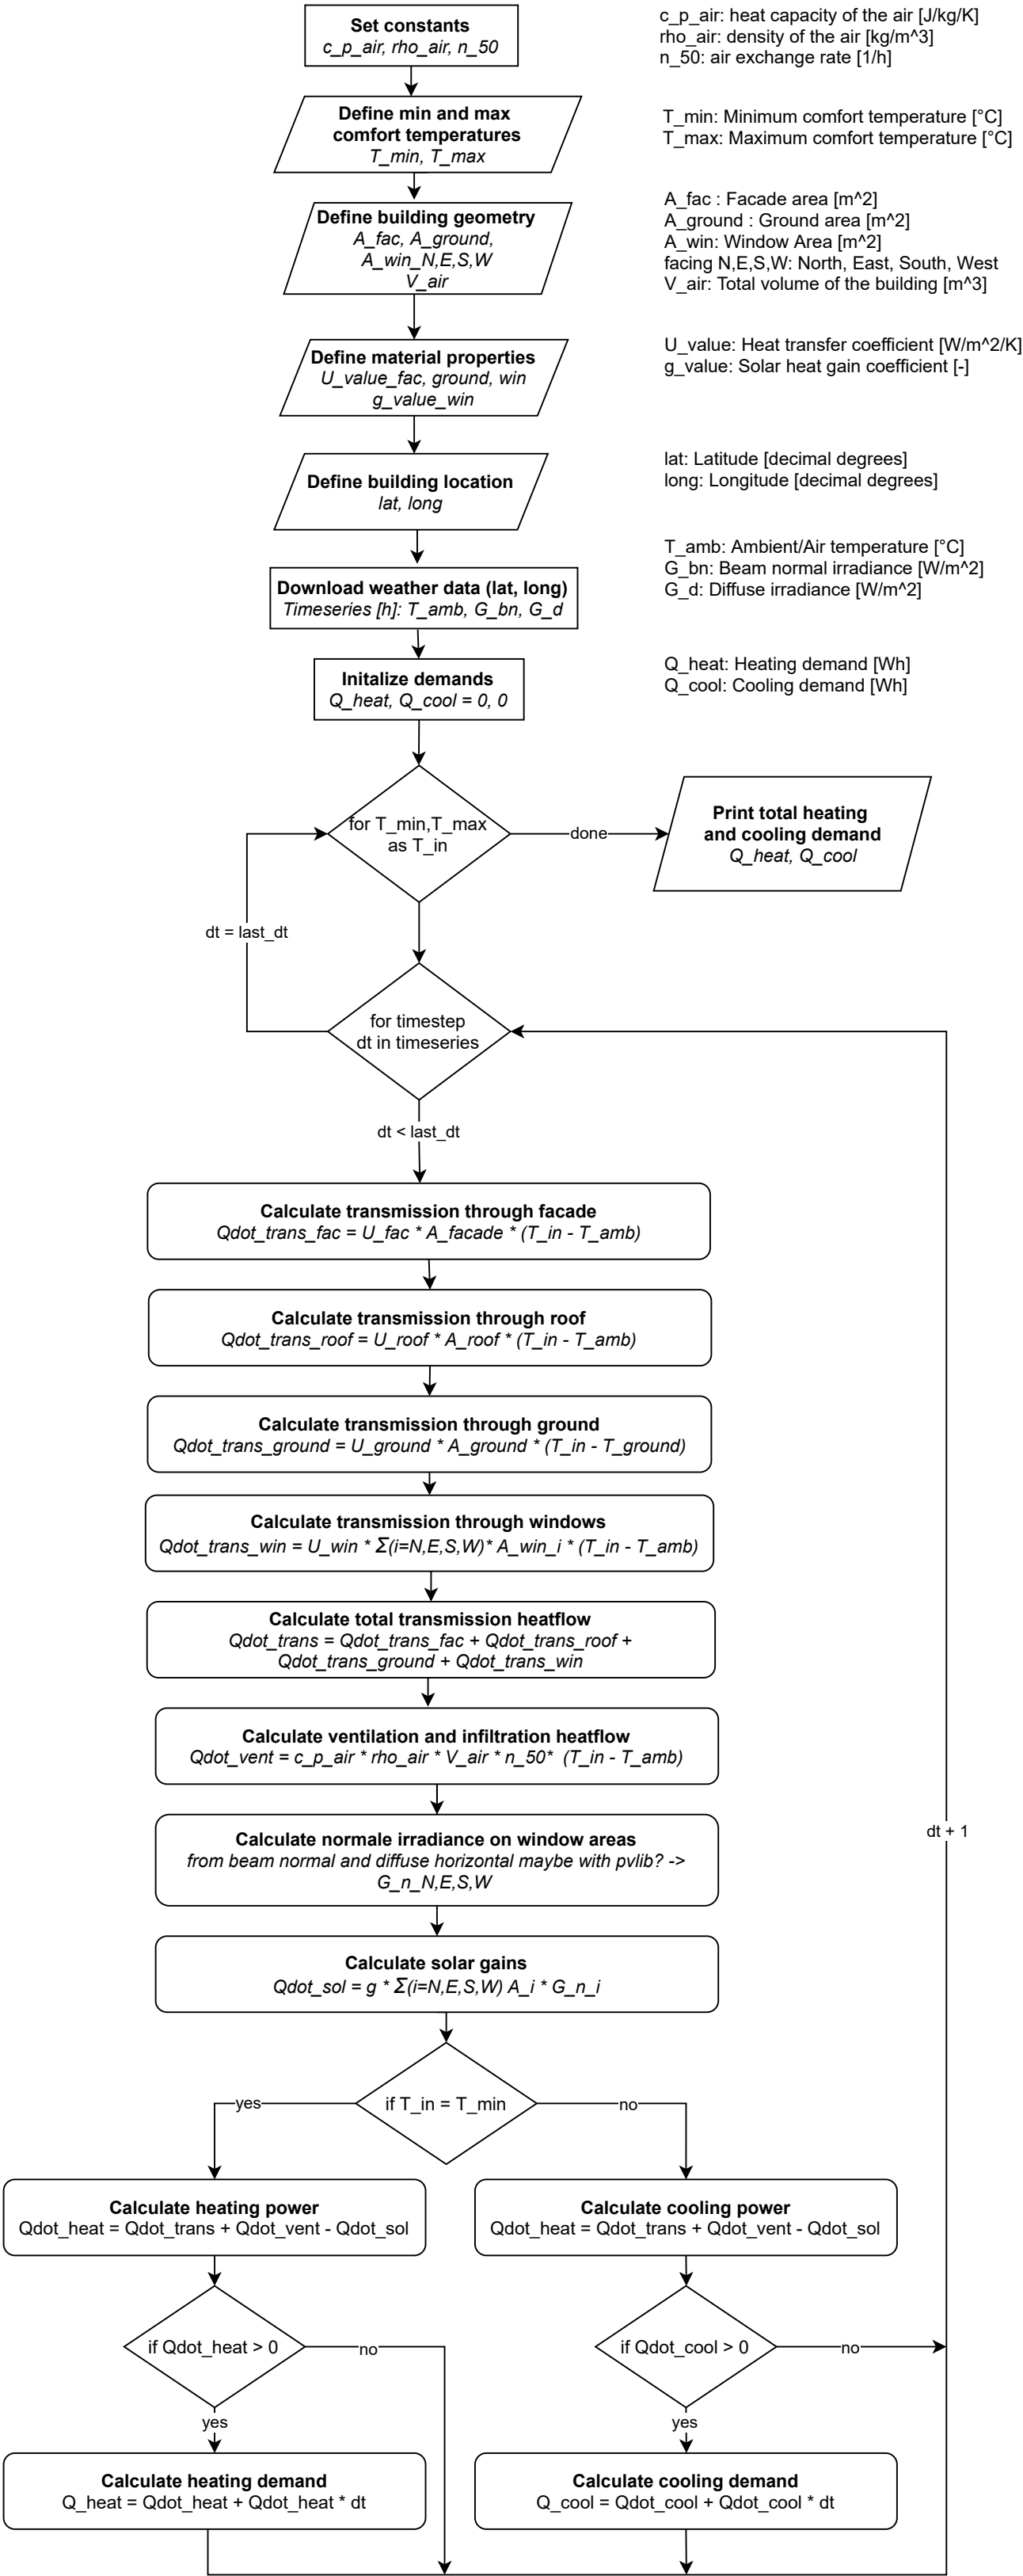 Set constants
c_p_air, rho_air, n_50
c_p_air: heat capacity of the air [J/kg/K]
rho_air: density of the air [kg/m^3]
n_50: air exchange rate [1/h]
Define min and max
comfort temperatures
T_min, T_max
T_min: Minimum comfort temperature [°C]
T_max: Maximum comfort temperature [°C]
Define building geometry
A_fac, A_ground,
A_win_N,E,S,W
V_air
A_fac : Facade area [m^2]
A_ground : Ground area [m^2]
A_win: Window Area [m^2]
facing N,E,S,W: North, East, South, West
V_air: Total volume of the building [m^3]
Define material properties
U_value_fac, ground, win
g_value_win
U_value: Heat transfer coefficient [W/m^2/K]
g_value: Solar heat gain coefficient [-]
Define building location
lat, long
lat: Latitude [decimal degrees]
long: Longitude [decimal degrees]
Download weather data (lat, long)
Timeseries [h]: T_amb, G_bn, G_d
T_amb: Ambient/Air temperature [°C]
G_bn: Beam normal irradiance [W/m^2]
G_d: Diffuse irradiance [W/m^2]
Initalize demands
Q_heat, Q_cool = 0, 0
Q_heat: Heating demand [Wh]
Q_cool: Cooling demand [Wh]
for T_min,T_max
as T_in
done
Print total heating
and cooling demand
Q_heat, Q_cool
dt = last_dt
for timestep
dt in timeseries
dt < last_dt
Calculate transmission through facade
Qdot_trans_fac = U_fac * A_facade * (T_in - T_amb)
Calculate transmission through roof
Qdot_trans_roof = U_roof * A_roof * (T_in - T_amb)
Calculate transmission through ground
Qdot_trans_ground = U_ground * A_ground * (T_in - T_ground)
Calculate transmission through windows
Qdot_trans_win = U_win * Σ(i=N,E,S,W)* A_win_i * (T_in - T_amb)
Calculate total transmission heatflow
Qdot_trans = Qdot_trans_fac + Qdot_trans_roof +
Qdot_trans_ground + Qdot_trans_win
Calculate ventilation and infiltration heatflow
Qdot_vent = c_p_air * rho_air * V_air * n_50* (T_in - T_amb)
dt + 1
Calculate normale irradiance on window areas
from beam normal and diffuse horizontal maybe with pvlib? ->
G_n_N,E,S,W
Calculate solar gains
Qdot_sol = g * Σ(i=N,E,S,W) A_i * G_n_i
if T_in = T_min
yes
no
Calculate heating power
Qdot_heat = Qdot_trans + Qdot_vent - Qdot_sol
Calculate cooling power
Qdot_heat = Qdot_trans + Qdot_vent - Qdot_sol
if Qdot_heat > 0
no
if Qdot_cool > 0
no
yes
yes
Calculate heating demand
Q_heat = Qdot_heat + Qdot_heat * dt
Calculate cooling demand
Q_cool = Qdot_cool + Qdot_cool * dt